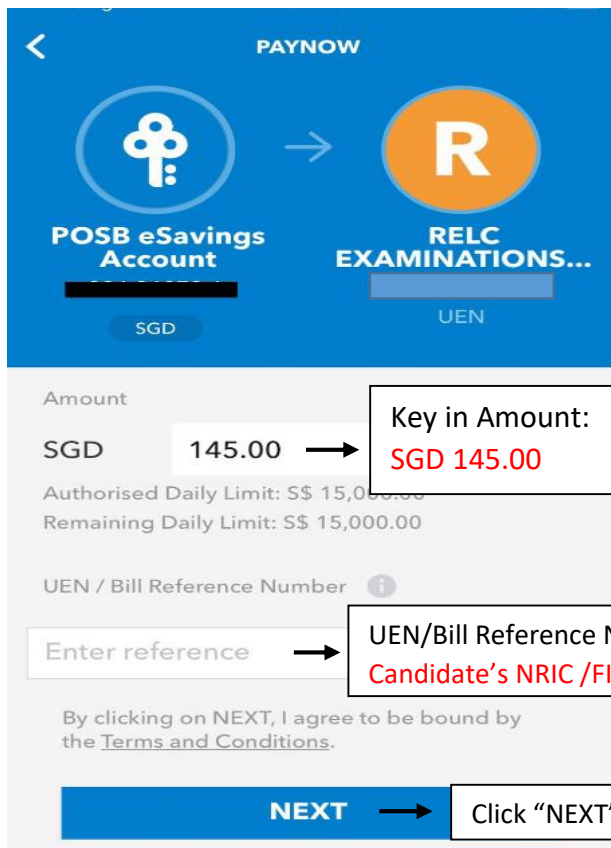 PAYNOW
R
POSB eSavings
Account
RELC
EXAMINATIONS...
SGD
UEN
Amount
Key in Amount:
SGD 145.00
SGD 145.00
Authorised Daily Limit: S$ 15,000.00
Remaining Daily Limit: S$ 15,000.00
UEN / Bill Reference Number i
UEN/Bill Reference
Candidate's NRIC /FI
Enter reference
By clicking on NEXT, I agree to be bound by
the Terms and Conditions.
NEXT
Click “NEXT”